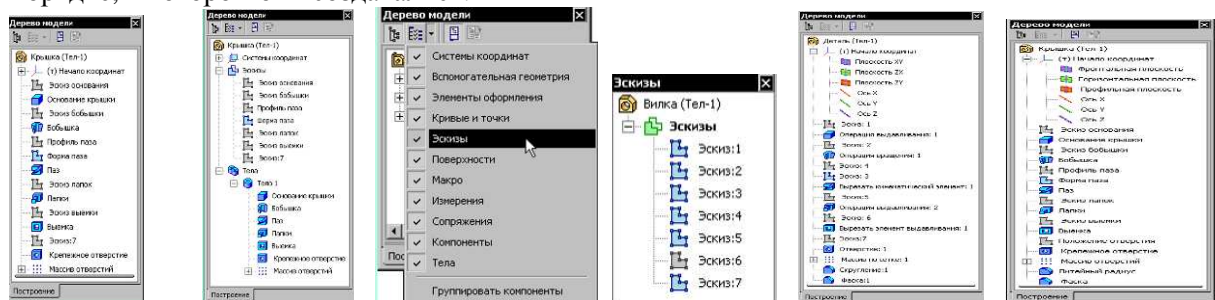 Дерево модели
Крышка (Тел-1)
(т) Начало координат
Эскиз основания
Основание крышки
Эскиз бобышки
Бобышка
Профиль паза
Форма паза
Паз
Эскиз лапок
Лапки
Эскиз выемки
Выемка
Эскиз:7
Крепежное отверстие
Массив отверстий
Построение
Дерево модели
Крышка (Тел-1)
Системы координат
Эскизы
Эскиз основания
Эскиз бобышки
Профиль паза
Форма паза
Эскиз лапок
Эскиз выемки
Эскиз:7
Тела
Тело 1
Основание крышки
Бобышка
Паз
Лапки
Выемка
Крепежное отверстие
Массив отверстий
Построение
Дерево модели
Системы координат
Вспомогательная геометрия
Элементы оформления
Кривые и точки
Эскизы
Поверхности
Макро
Измерения
Сопряжения
Компоненты
Тела
Группировать компоненты
Пос
Эскизы
Вилка (Тел-1)
Эскизы
Эскиз:1
Эскиз:2
Эскиз:3
Эскиз:4
Эскиз:5
Эскиз:6
Эскиз:7
Дерево модели
Деталь (Тел-1)
(т) Начало координат
Плоскость XY
Плоскость ZX
Плоскость ZY
Ось X
Ось Y
Ось Z
Эскиз: 1
Операция выдавливания: 1
Эскиз: 2
Операция вращения: 1
Эскиз: 4
Эскиз: 3
Вырезать кинематический элемент: 1
Эскиз:5
Операция выдавливания: 2
Эскиз: 6
Вырезать элемент выдавливания: 1
Эскиз:7
Отверстие: 1
Массив по сетке: 1
Скругление:1
Фаска:1
Построение
Дерево модели
Крышка (Тел-1)
(т) Начало координат
Фронтальная плоскость
Горизонтальная плоскость
Профильная плоскость
Ось X
Ось Y
Ось Z
Эскиз основания
Основание крышки
Эскиз бобышки
Бобышка
Профиль паза
Форма паза
Паз
Эскиз лапок
Лапки
Эскиз выемки
Выемка
Положение отверстия
Крепежное отверстие
Массив отверстий
Литейный радиус
Фаска
Построение